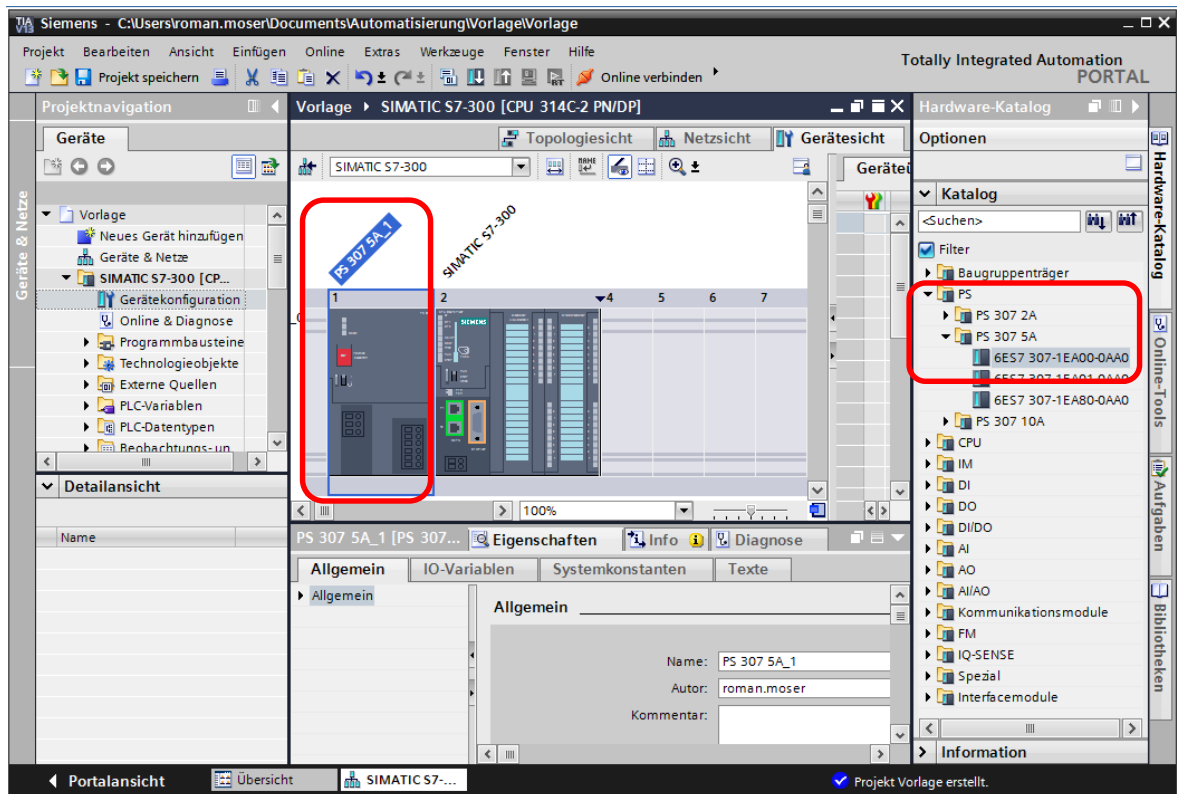 TIA V13 Siemens - C:\Users\roman.moser\Documents\Automatisierung\Vorlage\Vorlage
Projekt Bearbeiten Ansicht Einfügen Online Extras Werkzeuge Fenster Hilfe
Totally Integrated Automation
PORTAL
Projekt speichern Online verbinden
Projektnavigation
Vorlage SIMATIC S7-300 [CPU 314C-2 PN/DP]
Hardware-Katalog
Geräte
Topologiesicht Netzsicht Gerätesicht
Optionen
SIMATIC S7-300
Katalog
<Suchen>
Filter
Geräte & Netze
Vorlage
Neues Gerät hinzufügen
Geräte & Netze
SIMATIC S7-300 [CP...
Gerätekonfiguration
Online & Diagnose
Programmbausteine
Technologieobjekte
Externe Quellen
PLC-Variablen
PLC-Datentypen
Beobachtungs- un
Detailansicht
Name
PS 307 5A_1
SIMATIC S7-300
1 2 4 5 6 7
SIEMENS
100%
PS 307 5A_1 [PS 307... Eigenschaften Info Diagnose
Allgemein IO-Variablen Systemkonstanten Texte
Allgemein
Allgemein
Name: PS 307 5A_1
Autor: roman.moser
Kommentar:
Baugruppenträger
PS
PS 307 2A
PS 307 5A
6ES7 307-1EA00-0AA0
6ES7 307-1EA01-0AA0
6ES7 307-1EA80-0AA0
PS 307 10A
CPU
IM
DI
DO
DI/DO
AI
AO
AI/AO
Kommunikationsmodule
FM
IQ-SENSE
Spezial
Interfacemodule
Information
Hardware-Katalog
Online-Tools
Aufgaben
Bibliotheken
Portalansicht Übersicht SIMATIC S7-... Projekt Vorlage erstellt.